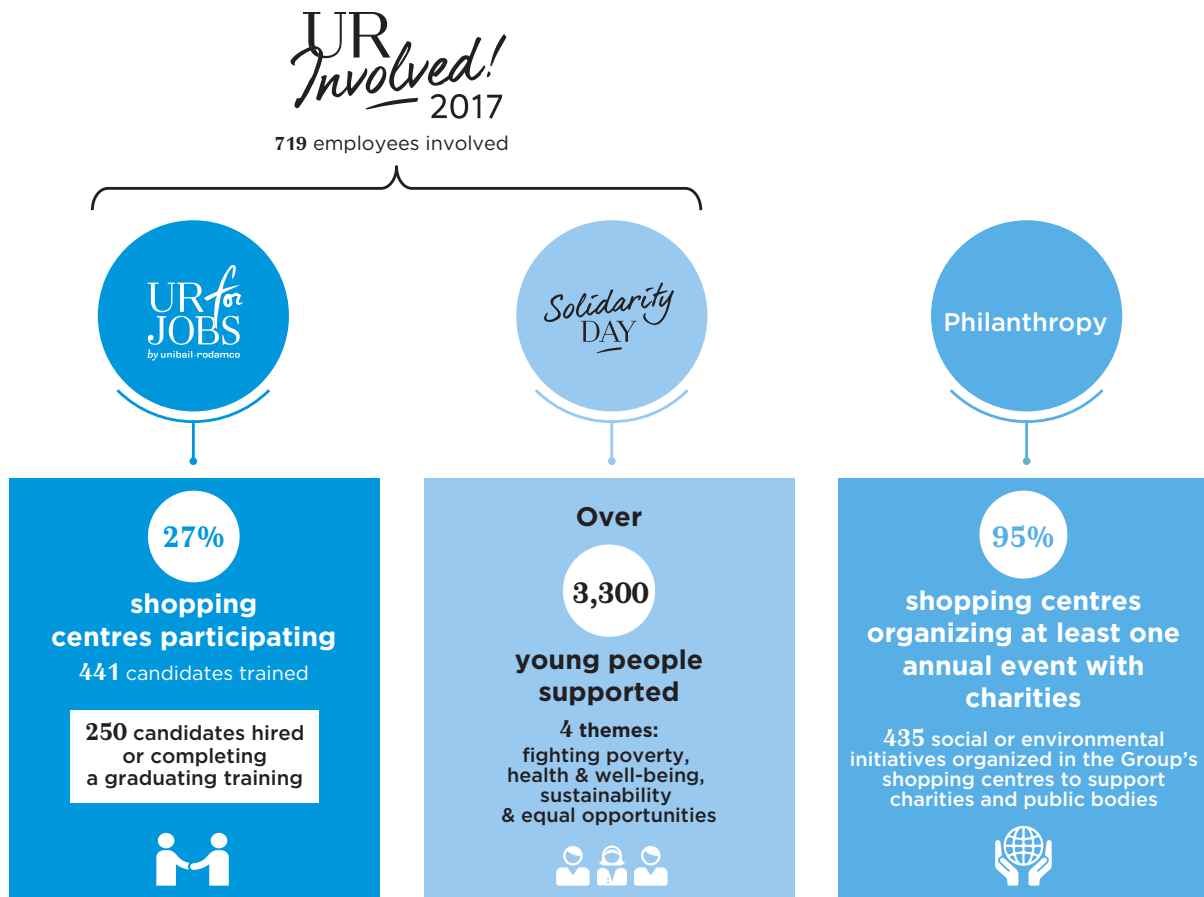 UR
Involved!
2017
719 employees involved
UR for
JOBS
by unibail-rodamco
Solidarity
DAY
Philanthropy
27%
shopping
centres participating
441 candidates trained
250 candidates hired
or completing
a graduating training
Over
3,300
young people
supported
4 themes:
fighting poverty,
health & well-being,
sustainability
& equal opportunities
95%
shopping centres
organizing at least one
annual event with
charities
435 social or environmental
initiatives organized in the Group's
shopping centres to support
charities and public bodies